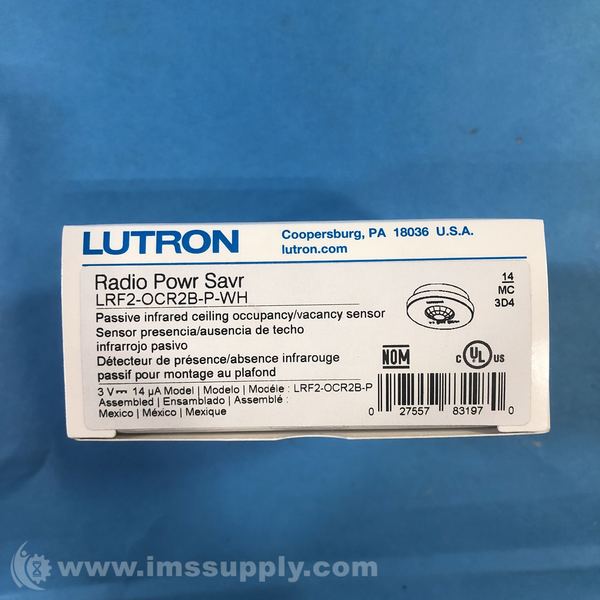 LUTRON
Coopersburg, PA 18036 U.S.A.
lutron.com
Radio Powr Savr
LRF2-OCR2B-P-WH
Passive infrared ceiling occupancy/vacancy sensor
Sensor presencia/ausencia de techo
infrarrojo pasivo
Détecteur de présence/absence infrarouge
passif pour montage au plafond
3 V 14 µA Model | Modelo | Modéle : LRF2-OCR2B-P
Assembled | Ensamblado | Assemblé :
Mexico | México | Mexique
14
MC
3D4
NOM
C UL US
0 27557 83197 0
www.imssupply.com